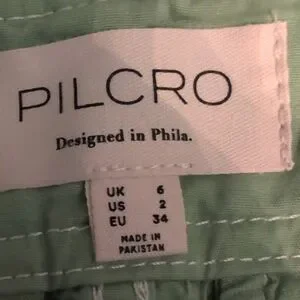 PILCRO
Designed in Phila.
UK 6
US 2
EU 34
MADE IN
PAKISTAN